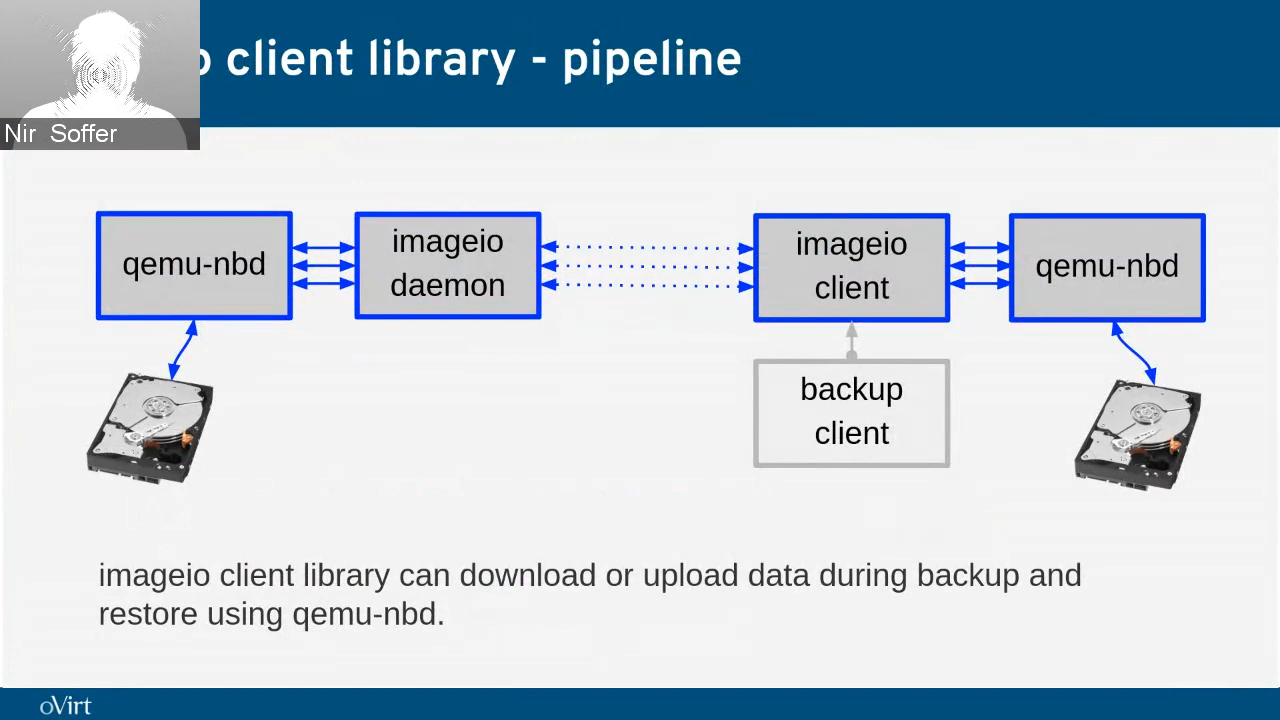 client library - pipeline
Nir Soffer
qemu-nbd
imageio
daemon
imageio
client
qemu-nbd
backup
client
imageio client library can download or upload data during backup and
restore using qemu-nbd.
oVirt